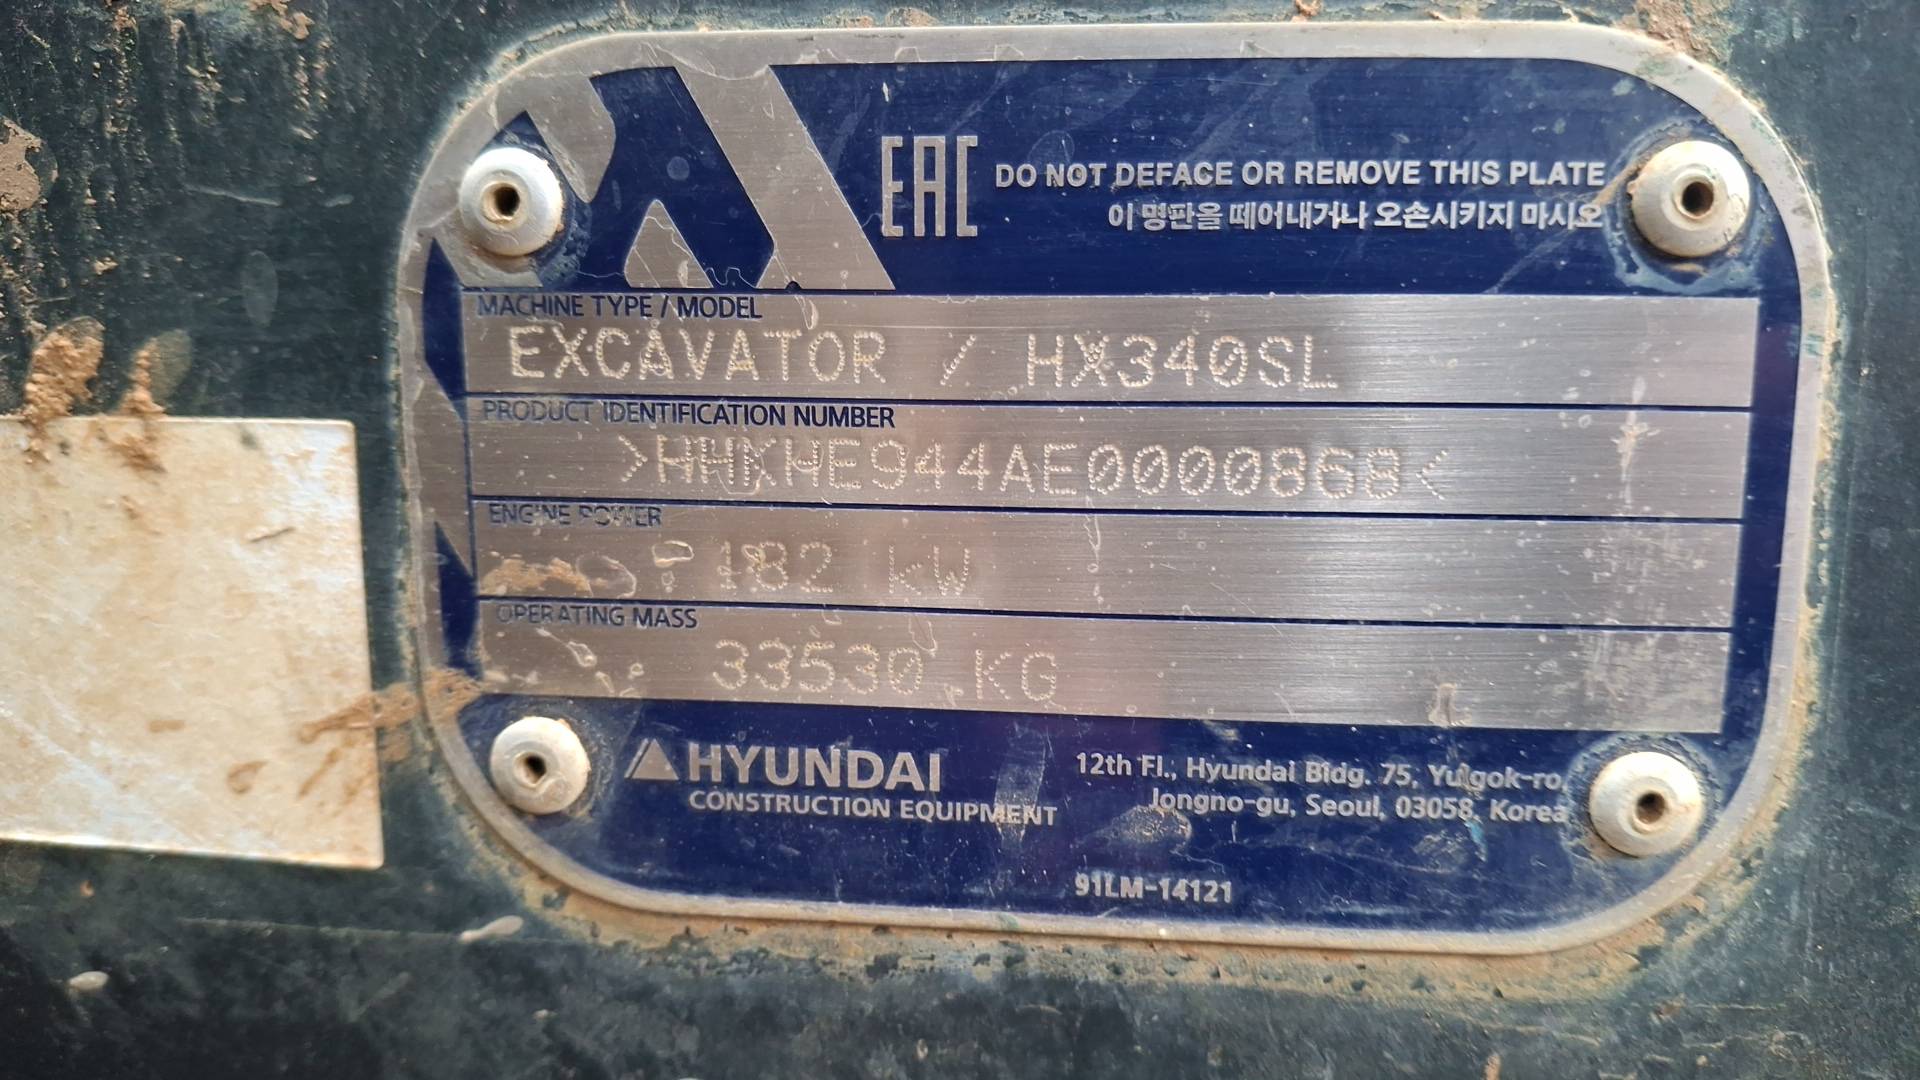 EAC
DO NOT DEFACE OR REMOVE THIS PLATE
이 명판을 떼어내거나 오손시키지 마시오
MACHINE TYPE / MODEL
EXCAVATOR / HX340SL
PRODUCT IDENTIFICATION NUMBER
>HHKHE944AE0000868<
ENGINE POWER
182 kW
OPERATING MASS
33530 KG
HYUNDAI
CONSTRUCTION EQUIPMENT
12th Fl., Hyundai Bldg. 75, Yulgok-ro,
Jongno-gu, Seoul, 03058, Korea
91LM-14121